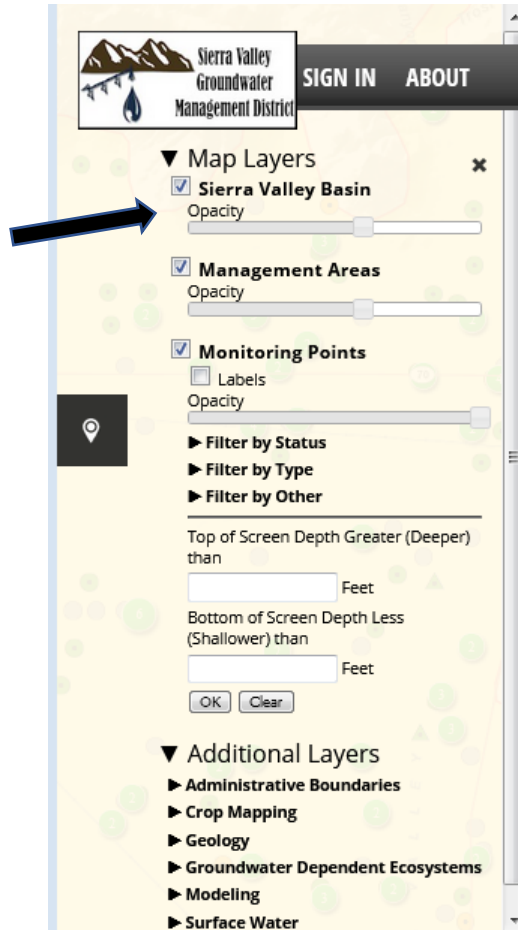 Sierra Valley
Groundwater
Management District
SIGN IN ABOUT
▼ Map Layers
Sierra Valley Basin
Opacity
Management Areas
Opacity
Monitoring Points
Labels
Opacity
▶ Filter by Status
▶ Filter by Type
▶ Filter by Other
Top of Screen Depth Greater (Deeper)
than
Feet
Bottom of Screen Depth Less
(Shallower) than
Feet
OK Clear
▼ Additional Layers
▶ Administrative Boundaries
▶ Crop Mapping
▶ Geology
▶ Groundwater Dependent Ecosystems
▶ Modeling
▶ Surface Water